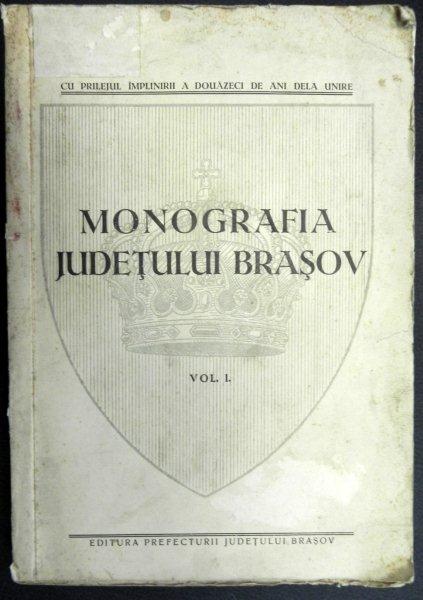 CU PRILEJUL ÎMPLINIRII A DOUĂZECI DE ANI DELA UNIRE
MONOGRAFIA
JUDEŢULUI BRAŞOV
VOL. I.
EDITURA PREFECTURII JUDEŢULUI BRAŞOV